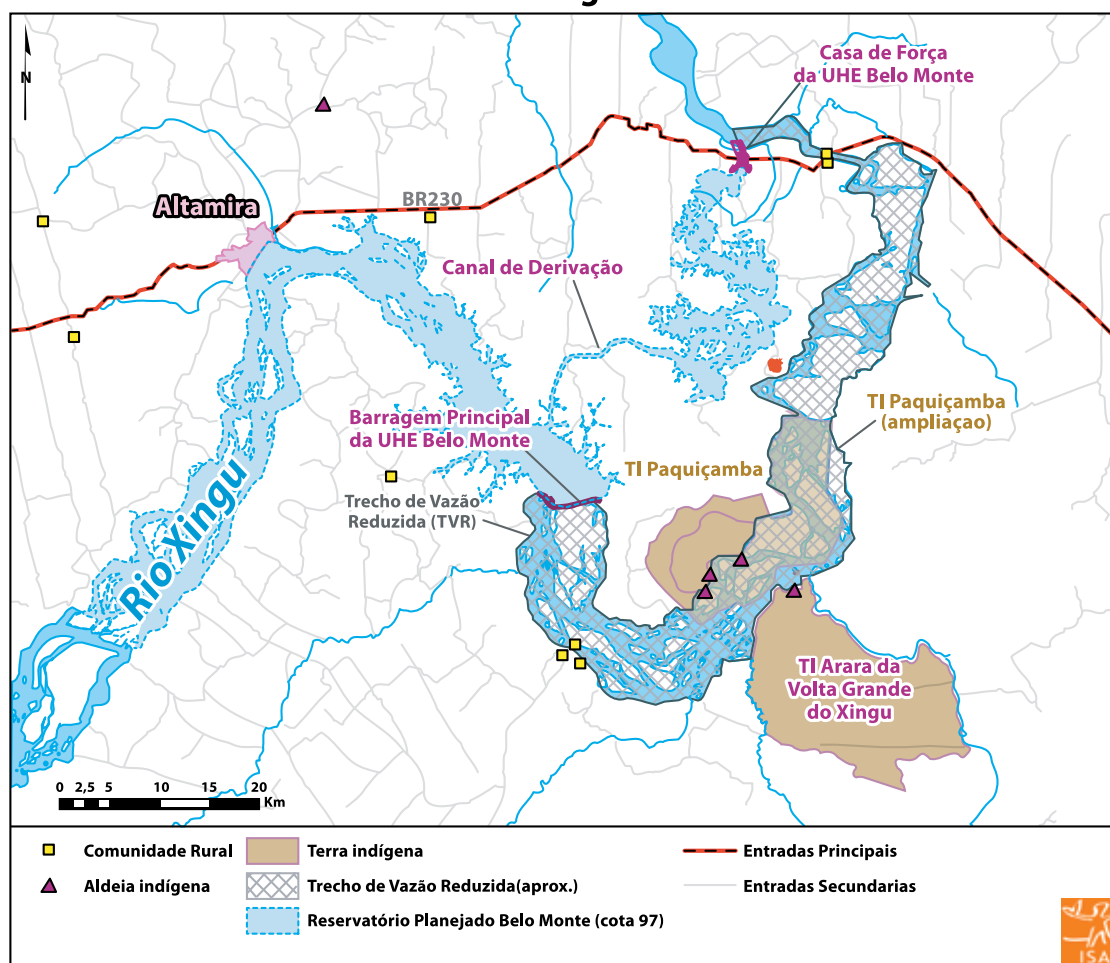 N
Casa de Força
da UHE Belo Monte
Altamira
BR230
Canal de Derivação
Barragem Principal
da UHE Belo Monte
TI Paquiçamba
(ampliaçao)
TI Paquiçamba
Trecho de Vazão
Reduzida (TVR)
Rio Xingu
TI Arara da
Volta Grande
do Xingu
0 2,5 5 10 15 20
Km
Comunidade Rural
Terra indígena
Entradas Principais
Aldeia indígena
Trecho de Vazão Reduzida(aprox.)
Entradas Secundarias
Reservatório Planejado Belo Monte (cota 97)
ISA